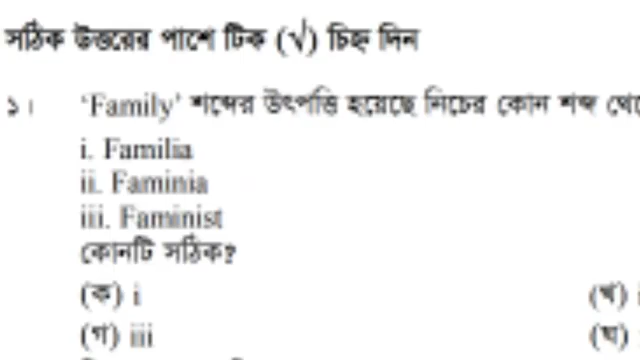 সঠিক উত্তরের পাশে টিক (√) চিহ্ন দিন
১। ‘Family’ শব্দের উৎপত্তি হয়েছে নিচের কোন শব্দ
i. Familia
ii. Faminia
iii. Faminist
কোনটি সঠিক?
(ক) i (খ)
(গ) iii (ঘ)